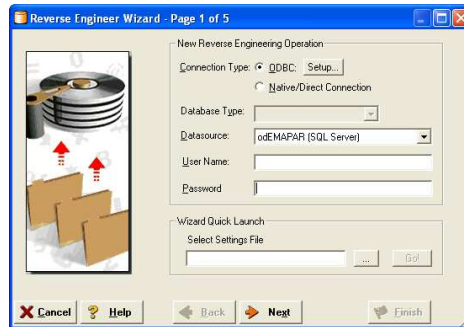 Reverse Engineer Wizard - Page 1 of 5
New Reverse Engineering Operation
Connection Type: ODBC: Setup...
Native/Direct Connection
Database Type:
Datasource: odEMAPAR (SQL Server)
User Name:
Password
Wizard Quick Launch
Select Settings File
... Go!
Cancel Help Back Next Finish